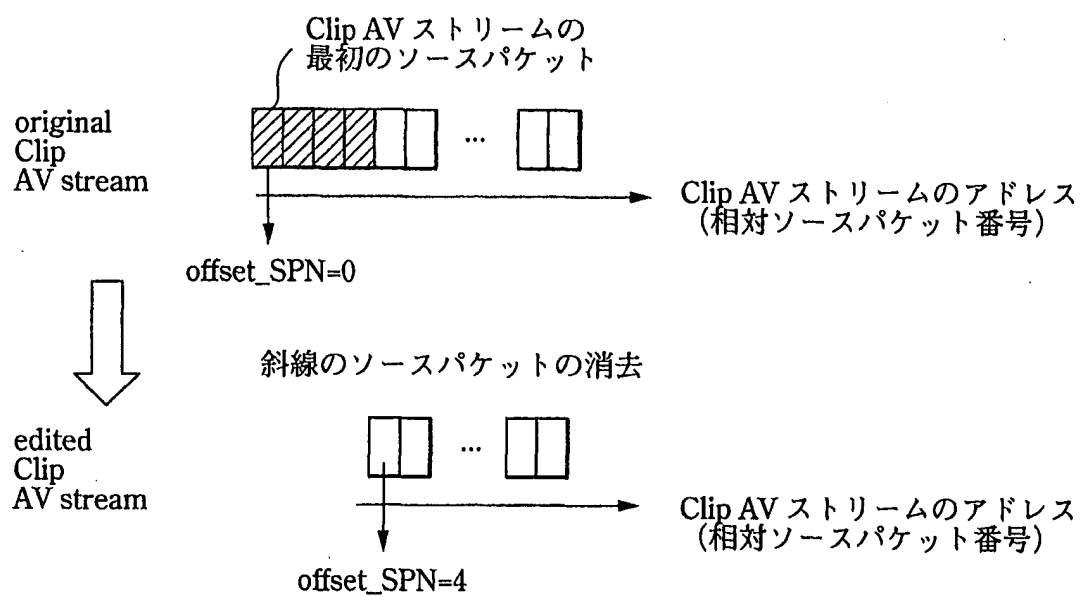 Clip AV ストリームの
最初のソースパケット
original
Clip
AV stream
...
Clip AV ストリームのアドレス
(相対ソースパケット番号)
offset_SPN=0
斜線のソースパケットの消去
edited
Clip
AV stream
...
Clip AV ストリームのアドレス
(相対ソースパケット番号)
offset_SPN=4